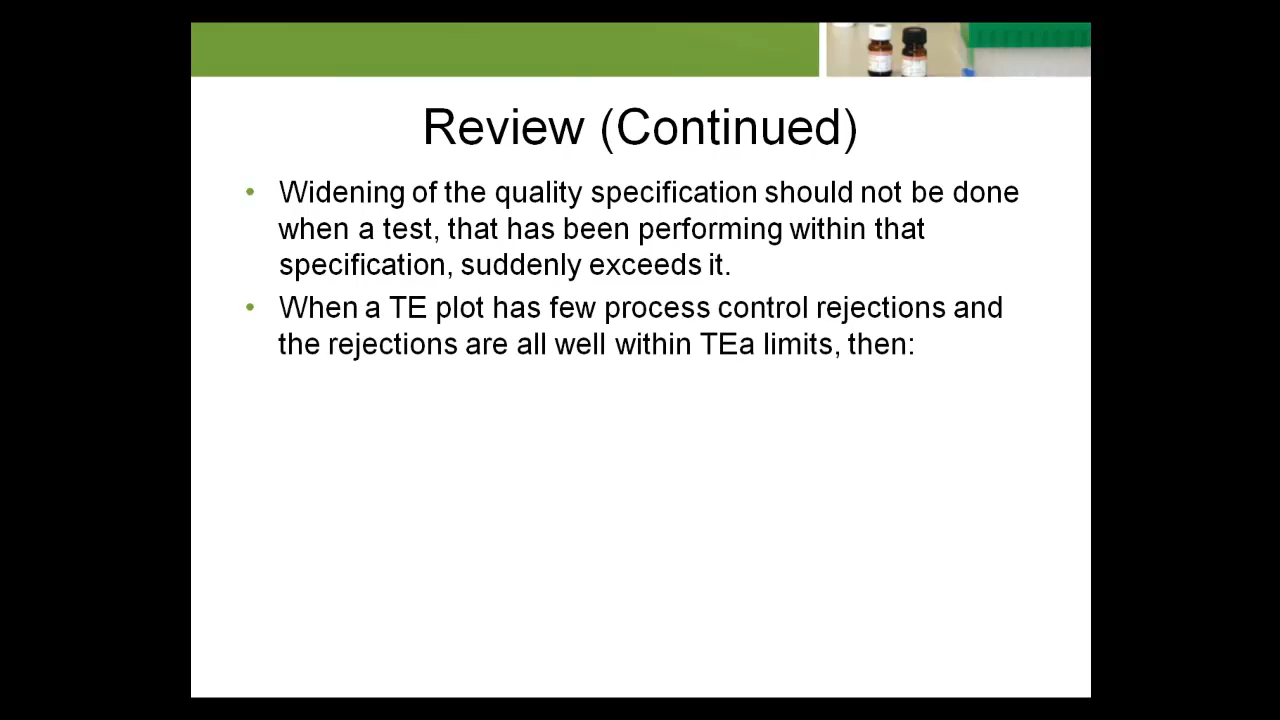 Review (Continued)
• Widening of the quality specification should not be done
when a test, that has been performing within that
specification, suddenly exceeds it.
• When a TE plot has few process control rejections and
the rejections are all well within TEa limits, then: